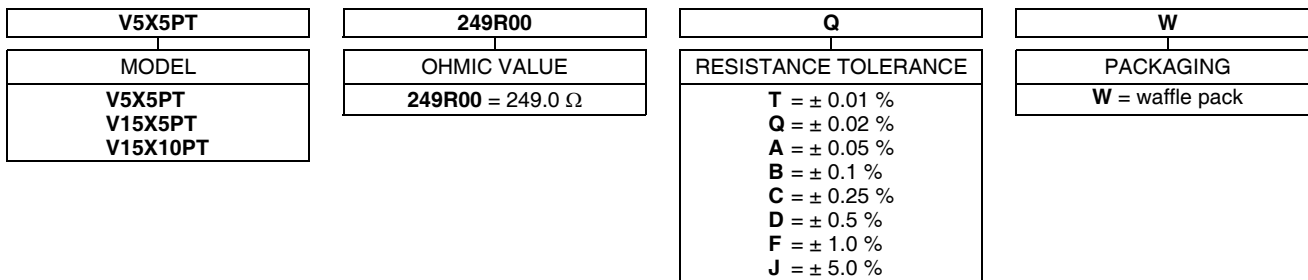 V5X5PT
249R00
Q
W
MODEL
V5X5PT
V15X5PT
V15X10PT
OHMIC VALUE
249R00 = 249.0 Ω
RESISTANCE TOLERANCE
T = ± 0.01 %
Q = ± 0.02 %
A = ± 0.05 %
B = ± 0.1 %
C = ± 0.25 %
D = ± 0.5 %
F = ± 1.0 %
J = ± 5.0 %
PACKAGING
W = waffle pack